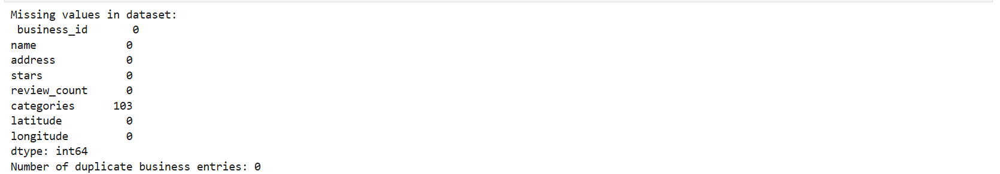 Missing values in dataset:
 business_id       0
name              0
address           0
stars             0
review_count      0
categories      103
latitude          0
longitude         0
dtype: int64
Number of duplicate business entries: 0